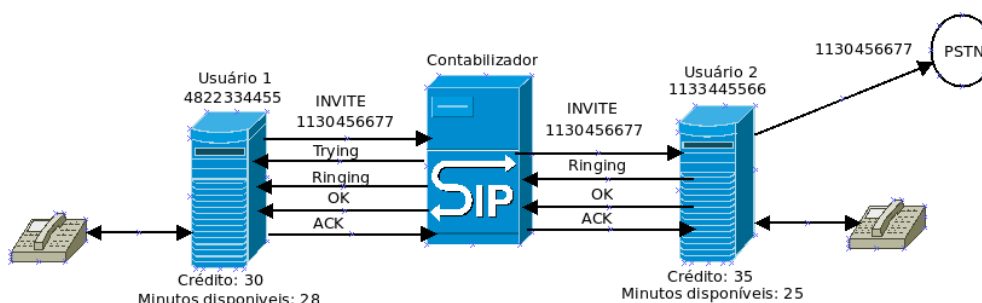 Usuário 1
4822334455
Contabilizador
Usuário 2
1133445566
1130456677
PSTN
INVITE
1130456677
Trying
Ringing
OK
ACK
SIP
INVITE
1130456677
Ringing
OK
ACK
Crédito: 30
Minutos disponiveis: 28
Crédito: 35
Minutos disponíveis: 25